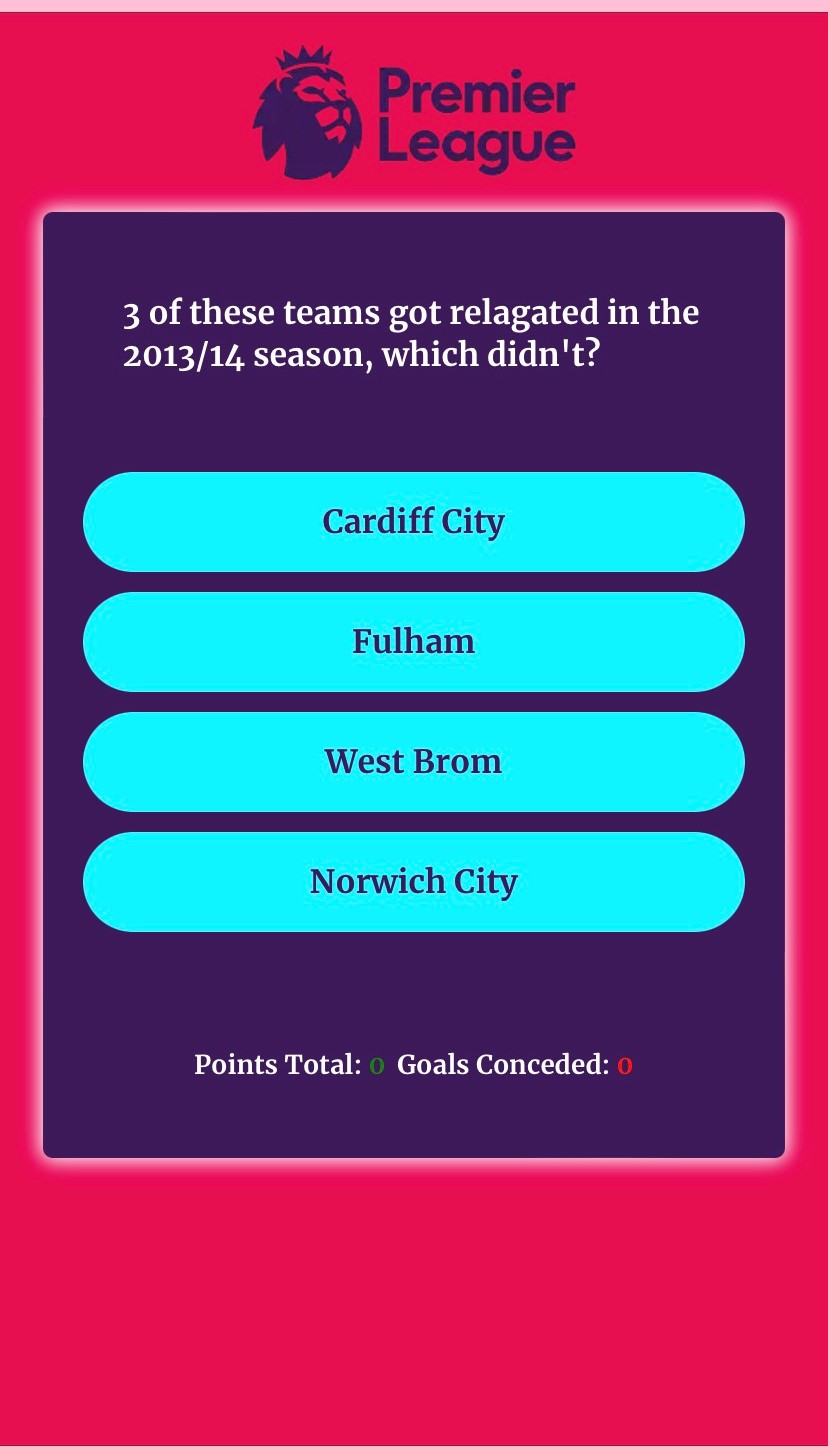 Premier
League
3 of these teams got relagated in the
2013/14 season, which didn't?
Cardiff City
Fulham
West Brom
Norwich City
Points Total: 0 Goals Conceded: 0